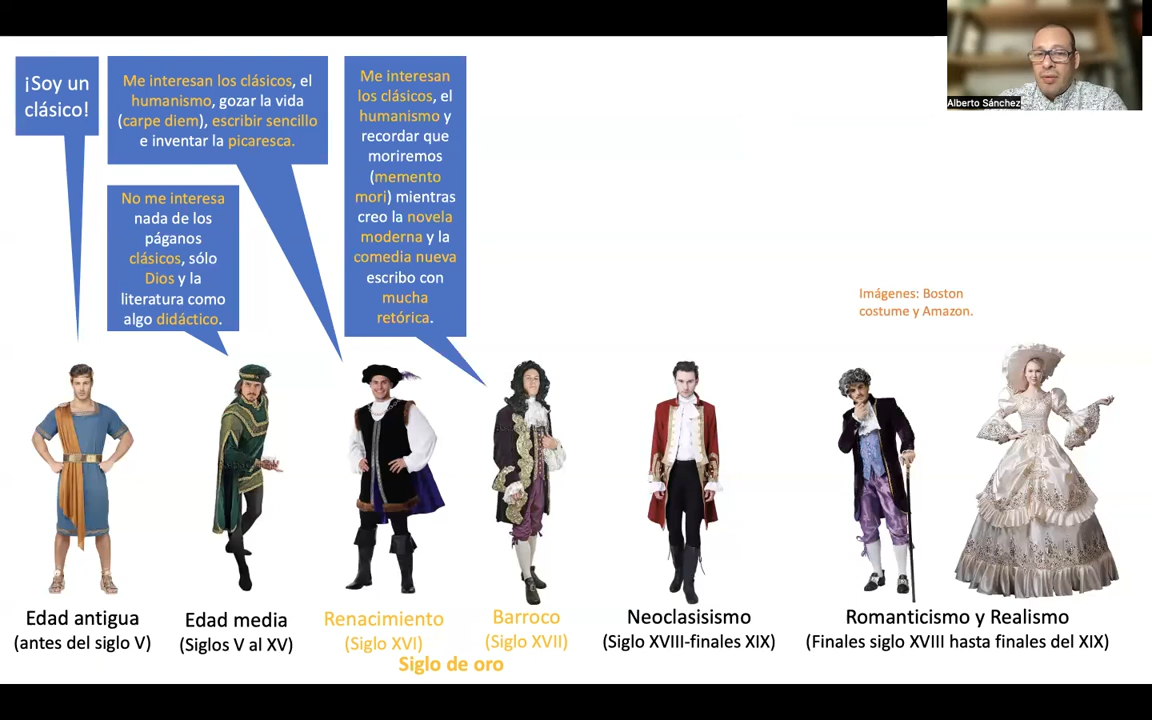 ¡Soy un
clásico!
Me interesan los clásicos, el
humanismo, gozar la vida
(carpe diem), escribir sencillo
e inventar la picaresca.
No me interesa
nada de los
páganos
clásicos, sólo
Dios y la
literatura como
algo didáctico.
Me interesan
los clásicos, el
humanismo y
recordar que
moriremos
(memento
mori) mientras
creo la novela
moderna y la
comedia nueva
escribo con
mucha
retórica.
Alberto Sánchez
Imágenes: Boston
costume y Amazon.
Edad antigua
(antes del siglo V)
Edad media
(Siglos V al XV)
Renacimiento
(Siglo XVI)
Barroco
(Siglo XVII)
Siglo de oro
Neoclasisismo
(Siglo XVIII-finales XIX)
Romanticismo y Realismo
(Finales siglo XVIII hasta finales del XIX)